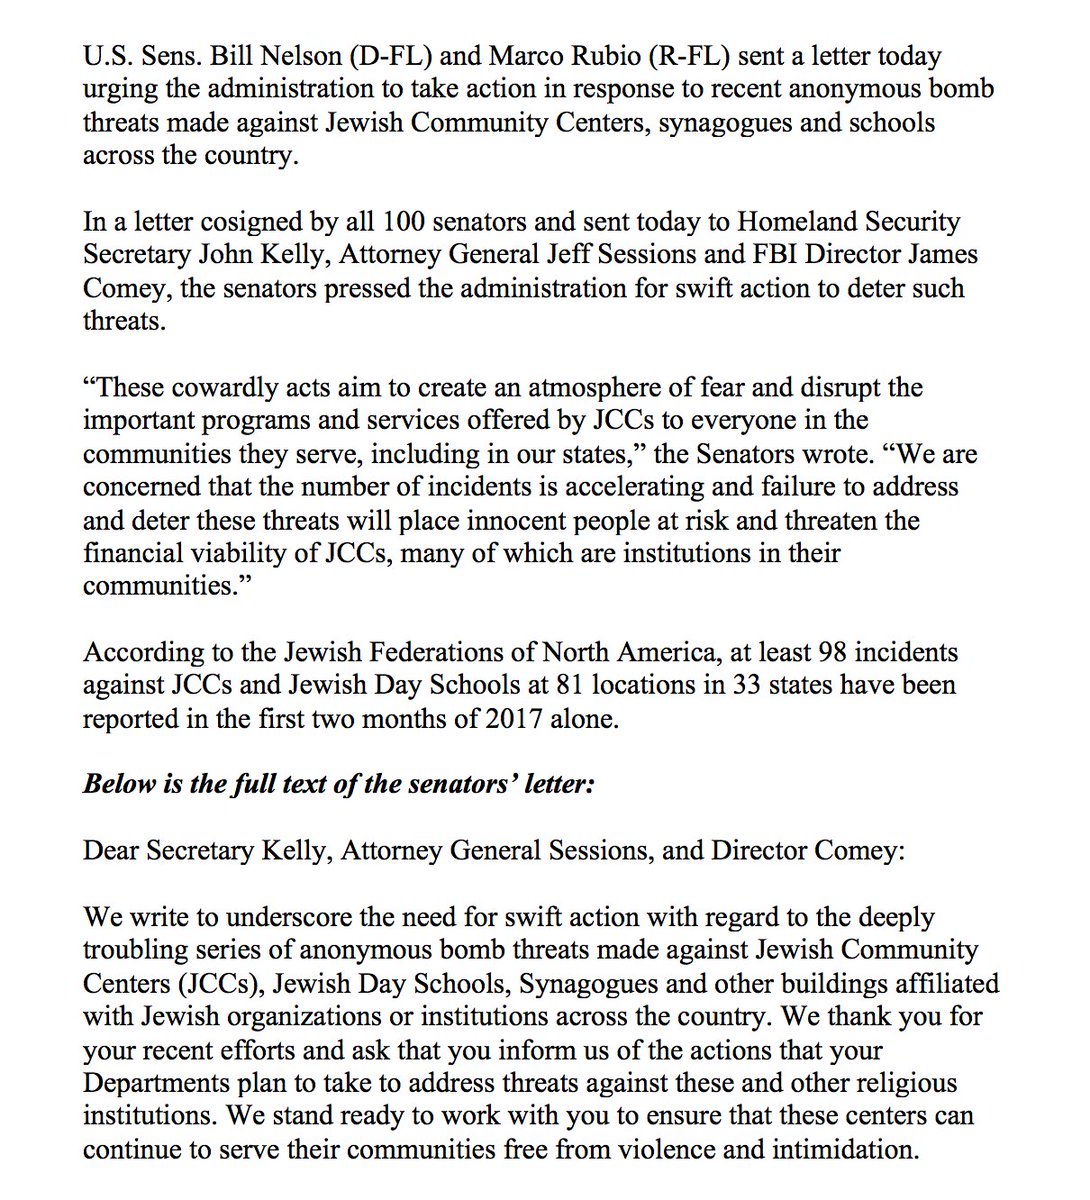 U.S. Sens. Bill Nelson (D-FL) and Marco Rubio (R-FL) sent a letter today
urging the administration to take action in response to recent anonymous bomb
threats made against Jewish Community Centers, synagogues and schools
across the country.
In a letter cosigned by all 100 senators and sent today to Homeland Security
Secretary John Kelly, Attorney General Jeff Sessions and FBI Director James
Comey, the senators pressed the administration for swift action to deter such
threats.
“These cowardly acts aim to create an atmosphere of fear and disrupt the
important programs and services offered by JCCs to everyone in the
communities they serve, including in our states,” the Senators wrote. “We are
concerned that the number of incidents is accelerating and failure to address
and deter these threats will place innocent people at risk and threaten the
financial viability of JCCs, many of which are institutions in their
communities.”
According to the Jewish Federations of North America, at least 98 incidents
against JCCs and Jewish Day Schools at 81 locations in 33 states have been
reported in the first two months of 2017 alone.
Below is the full text of the senators’ letter:
Dear Secretary Kelly, Attorney General Sessions, and Director Comey:
We write to underscore the need for swift action with regard to the deeply
troubling series of anonymous bomb threats made against Jewish Community
Centers (JCCs), Jewish Day Schools, Synagogues and other buildings affiliated
with Jewish organizations or institutions across the country. We thank you for
your recent efforts and ask that you inform us of the actions that your
Departments plan to take to address threats against these and other religious
institutions. We stand ready to work with you to ensure that these centers can
continue to serve their communities free from violence and intimidation.